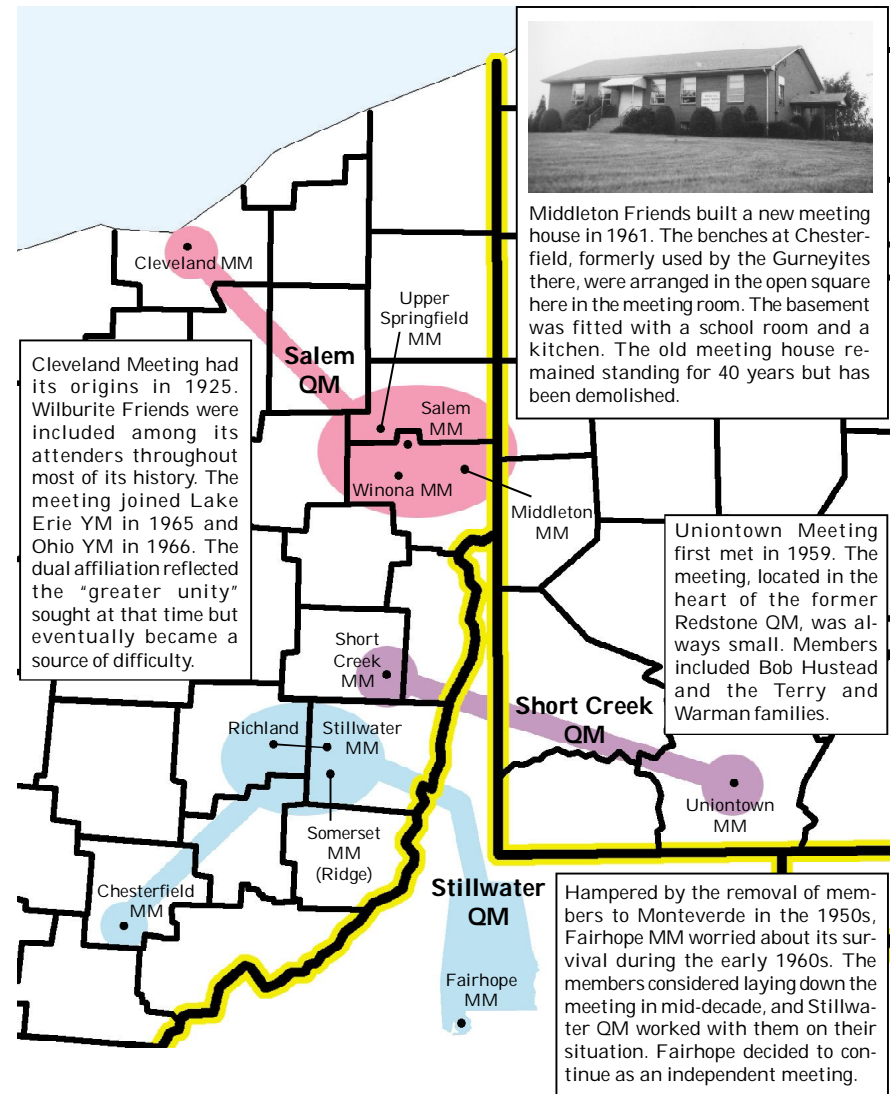 Middleton Friends built a new meeting
house in 1961. The benches at Chester-
field, formerly used by the Gurneyites
there, were arranged in the open square
here in the meeting room. The basement
was fitted with a school room and a
kitchen. The old meeting house re-
mained standing for 40 years but has
been demolished.
Cleveland MM
Upper
Springfield
MM
Salem
QM
Cleveland Meeting had
its origins in 1925.
Wilburite Friends were
included among its
attenders throughout
most of its history. The
meeting joined Lake
Erie YM in 1965 and
Ohio YM in 1966. The
dual affiliation reflected
the "greater unity"
sought at that time but
eventually became a
source of difficulty.
Salem
MM
Winona MM
Middleton
MM
Uniontown Meeting
first met in 1959. The
meeting, located in the
heart of the former
Redstone QM, was al-
ways small. Members
included Bob Hustead
and the Terry and
Warman families.
Short
Creek
MM
Short Creek
QM
Richland
Stillwater
MM
Uniontown
MM
Somerset
MM
(Ridge)
Chesterfield
MM
Stillwater
QM
Fairhope
MM
Hampered by the removal of mem-
bers to Monteverde in the 1950s,
Fairhope MM worried about its sur-
vival during the early 1960s. The
members considered laying down the
meeting in mid-decade, and Stillwa-
ter QM worked with them on their
situation. Fairhope decided to con-
tinue as an independent meeting.